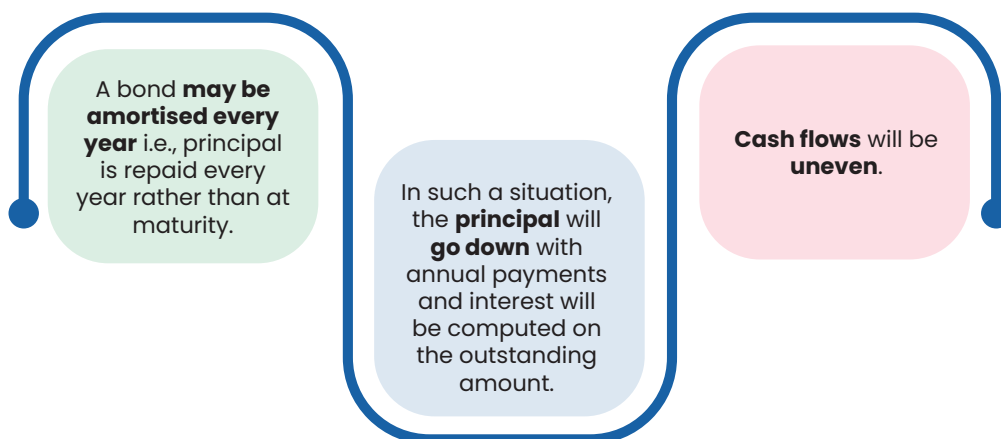 A bond may be
amortised every
year i.e., principal
is repaid every
year rather than at
maturity.
In such a situation,
the principal will
go down with
annual payments
and interest will
be computed on
the outstanding
amount.
Cash flows will be
uneven.